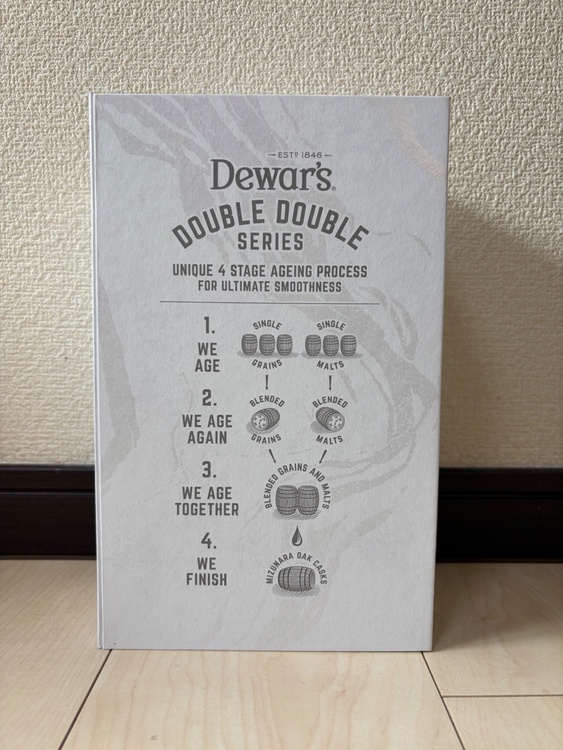 ESTD 1846
Dewar's®
DOUBLE DOUBLE
SERIES
UNIQUE 4 STAGE AGEING PROCESS
FOR ULTIMATE SMOOTHNESS
1.
WE
AGE
SINGLE
GRAINS
SINGLE
MALTS
2.
WE AGE
AGAIN
BLENDED
GRAINS
BLENDED
MALTS
3.
WE AGE
TOGETHER
BLENDED GRAINS AND MALTS
4.
WE
FINISH
MIZUNARA OAK CASKS